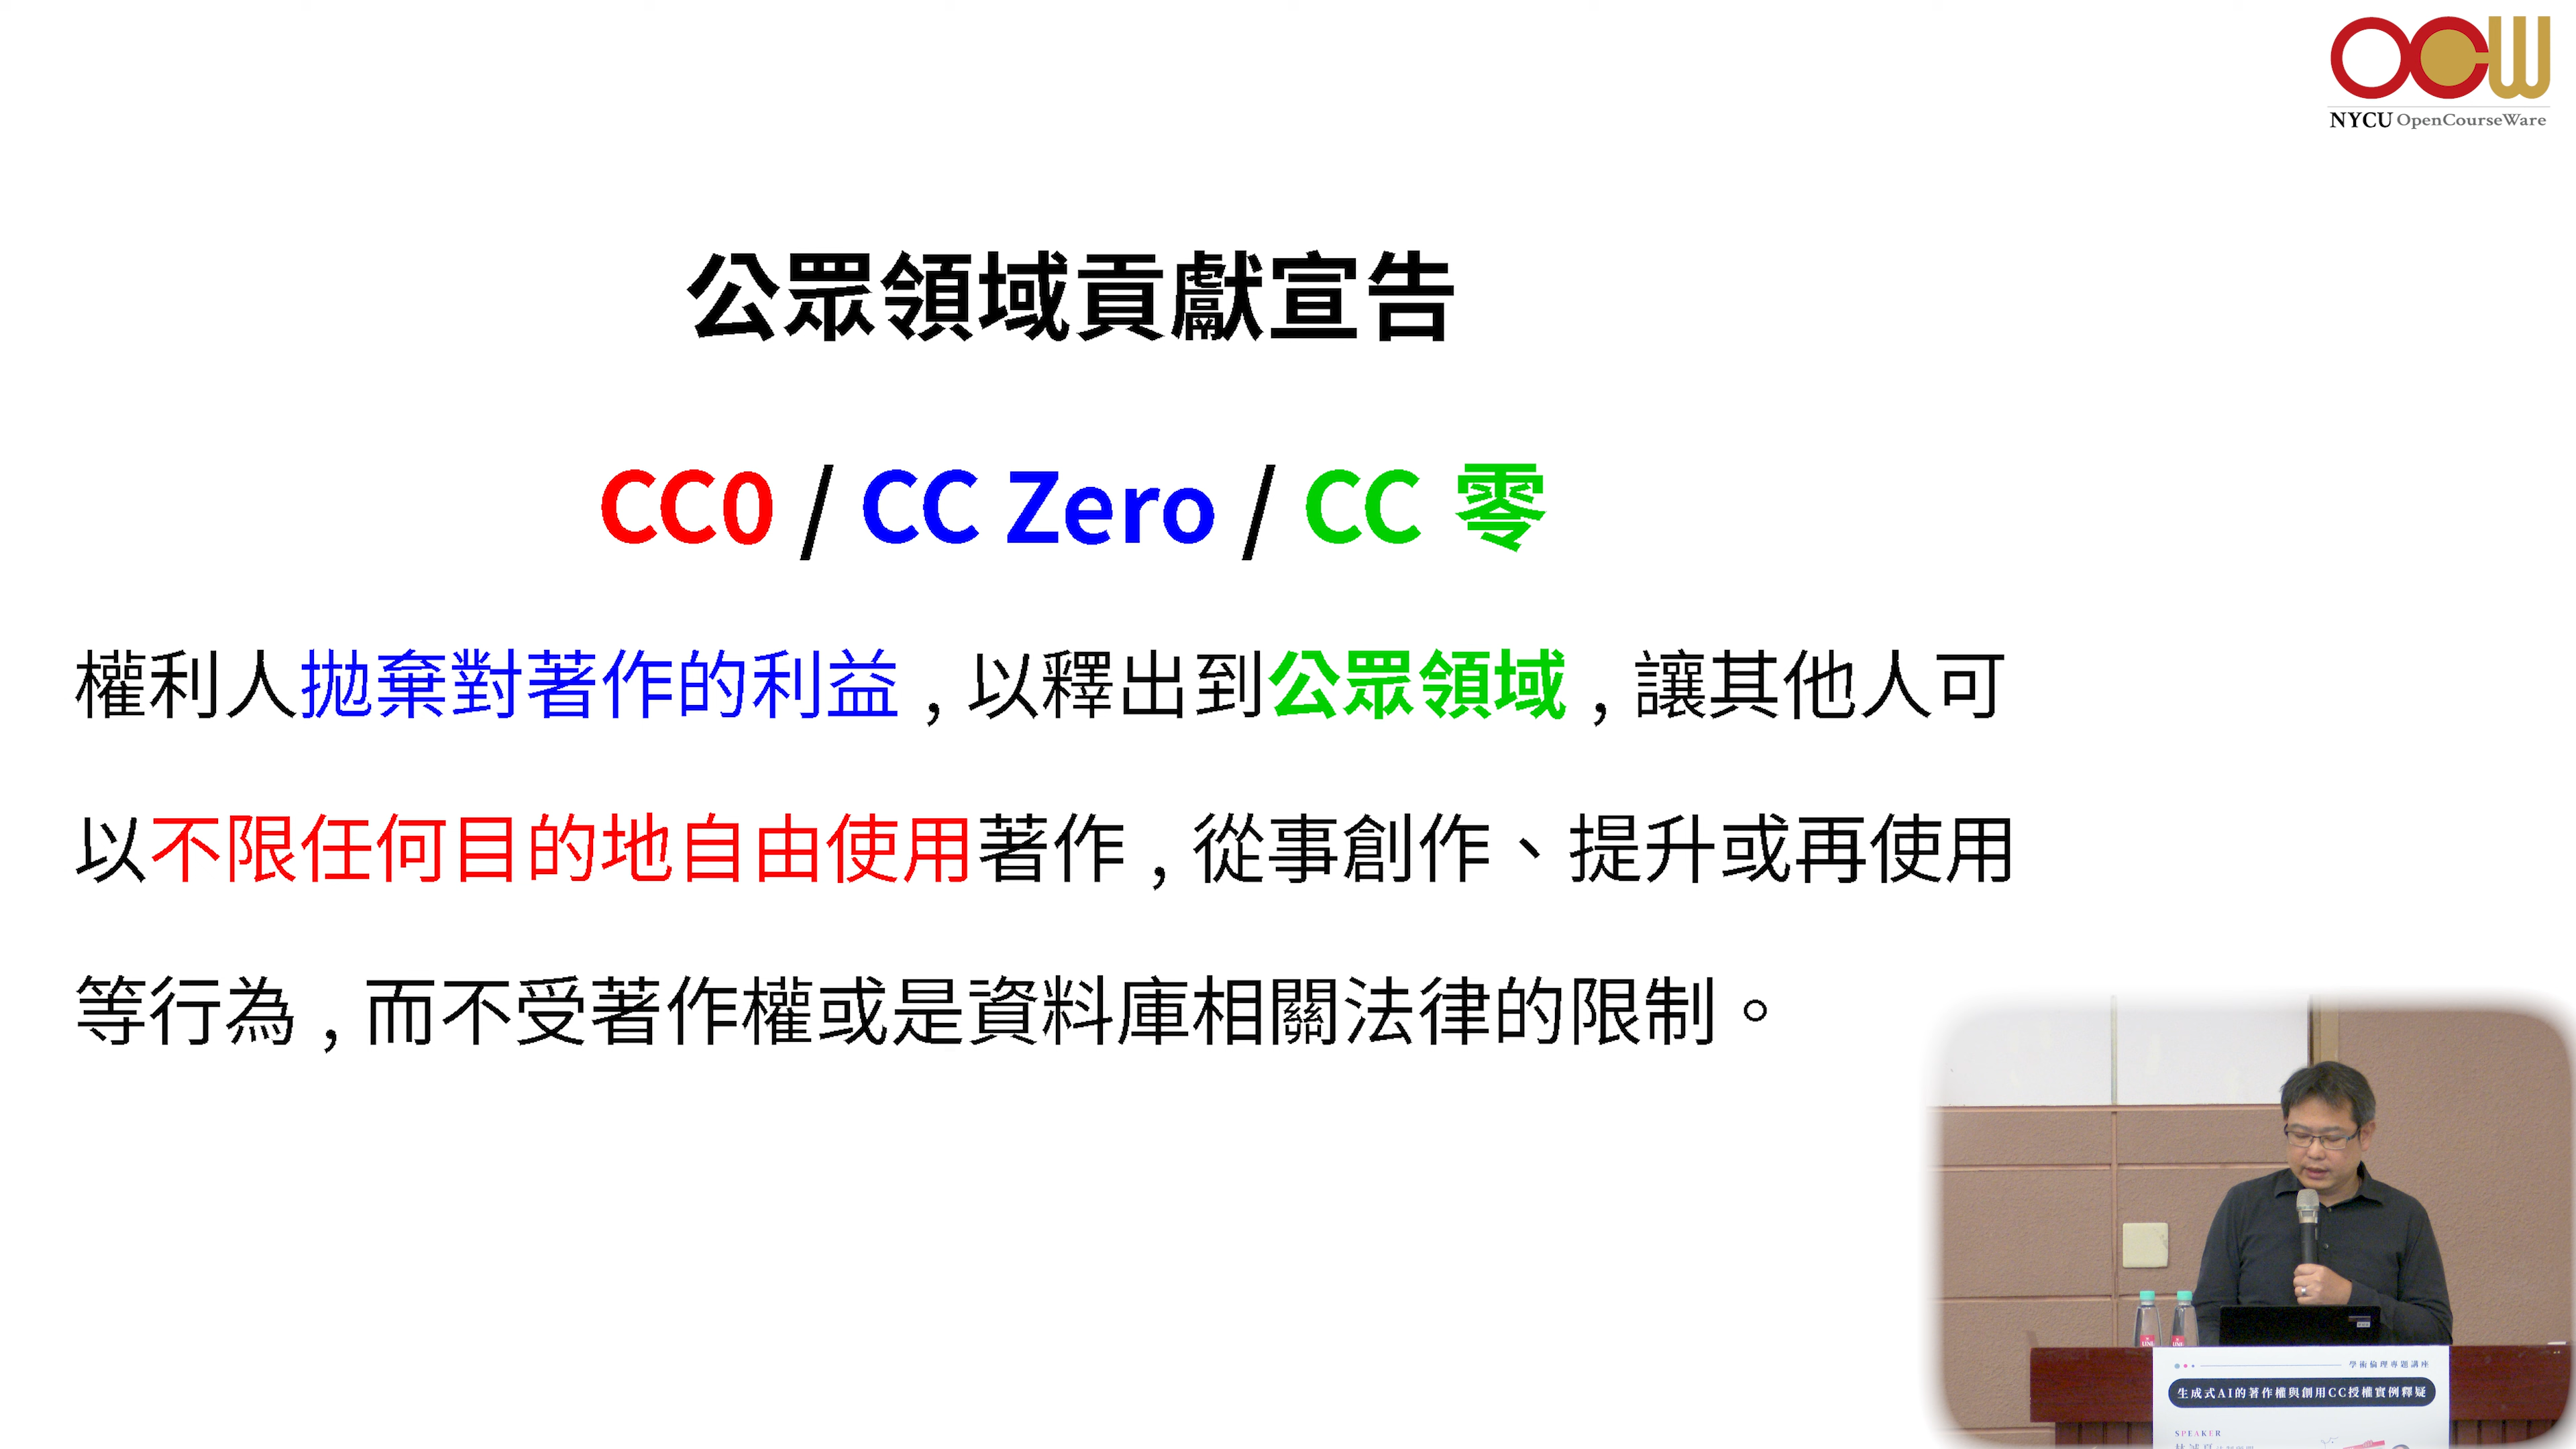 OCW
NYCU OpenCourseWare
公眾領域貢獻宣告
CC0 / CC Zero / CC 零
權利人拋棄對著作的利益，以釋出到公眾領域，讓其他人可
以不限任何目的地自由使用著作，從事創作、提升或再使用
等行為，而不受著作權或是資料庫相關法律的限制。
學術倫理專題講座
生成式AI的著作權與創用CC授權實例釋疑
SPEAKER